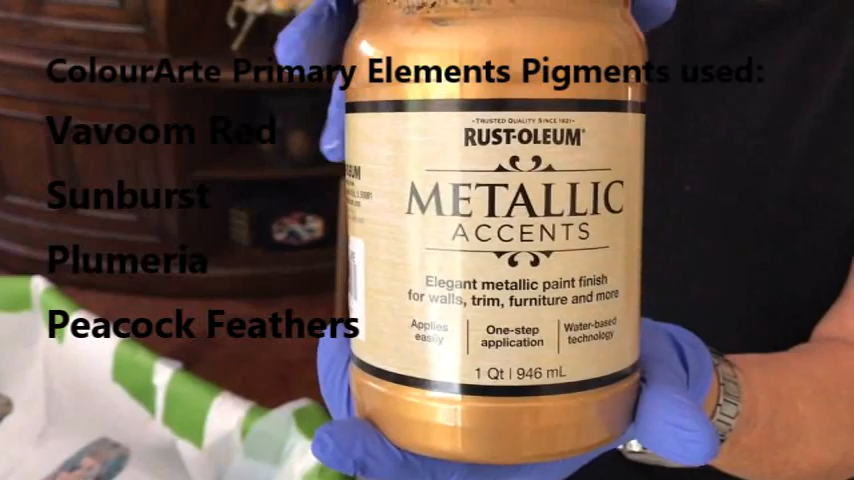 ColourArte Primary Elements Pigments used:
Vavoom Red
Sunburst
Plumeria
Peacock Feathers
•TRUSTED QUALITY SINCE 1921•
RUST-OLEUM®
METALLIC
ACCENTS
Elegant metallic paint finish
for walls, trim, furniture and more
Applies easily
One-step application
Water-based technology
1 Qt | 946 mL